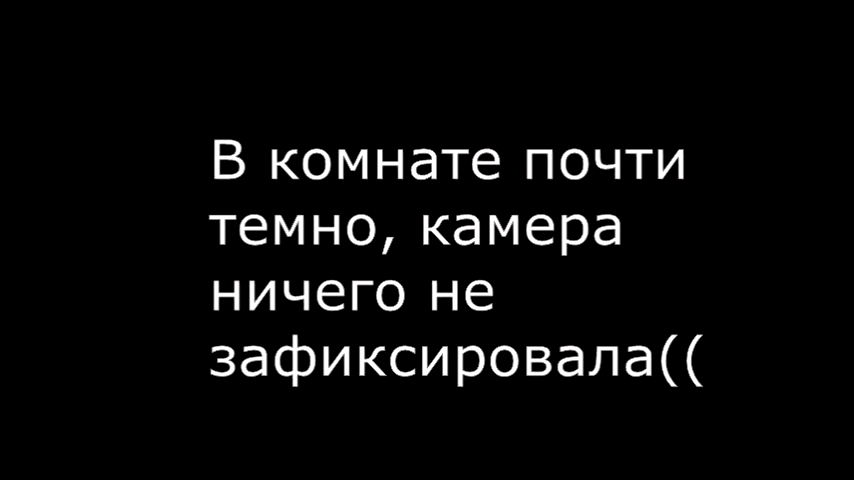 В комнате почти
темно, камера
ничего не
зафиксировала((